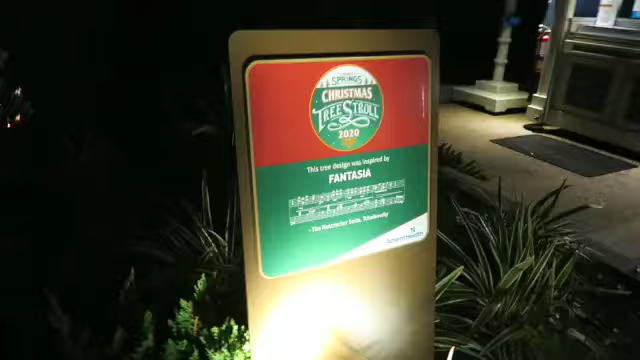 SPRINGS
CHRISTMAS
TREE STROLL
2020
This tree design was inspired by
FANTASIA
- The Nutcracker Suite, Tchaikovsky
AdventHealth